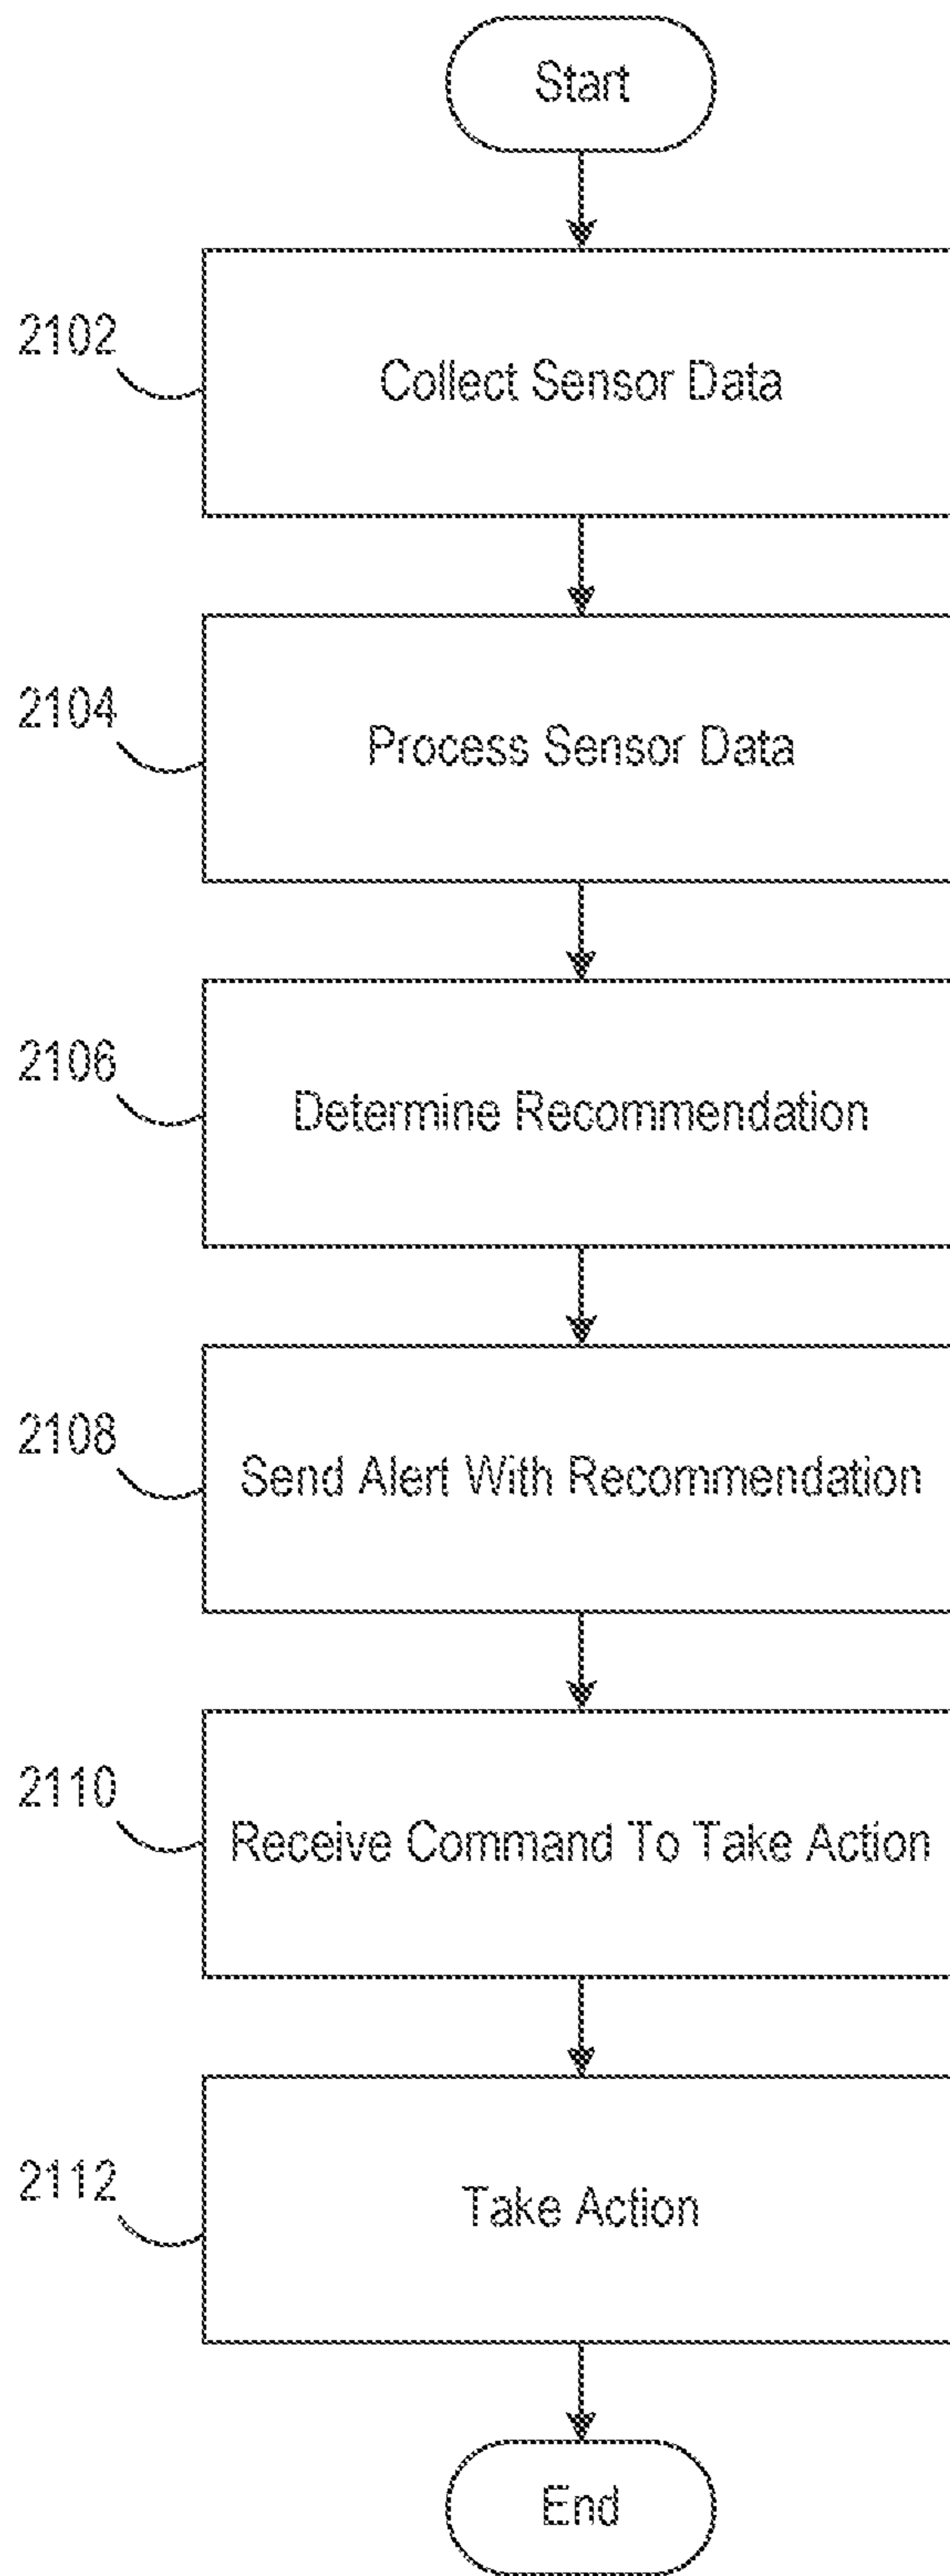 Start
2102
Collect Sensor Data
2104
Process Sensor Data
2106
Determine Recommendation
2108
Send Alert With Recommendation
2110
Receive Command To Take Action
2112
Take Action
End